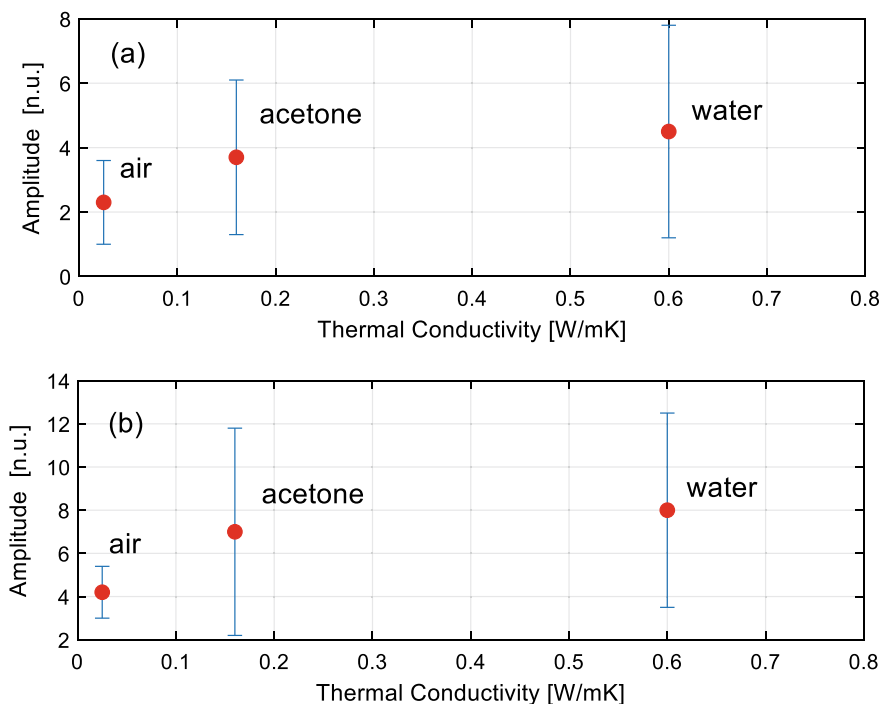 8
(a)
6
acetone
water
Amplitude [n.u.]
4
air
2
0
0 0.1 0.2 0.3 0.4 0.5 0.6 0.7 0.8
Thermal Conductivity [W/mK]
14
12
(b)
10
acetone
water
Amplitude [n.u.]
8
air
6
4
2
0 0.1 0.2 0.3 0.4 0.5 0.6 0.7 0.8
Thermal Conductivity [W/mK]